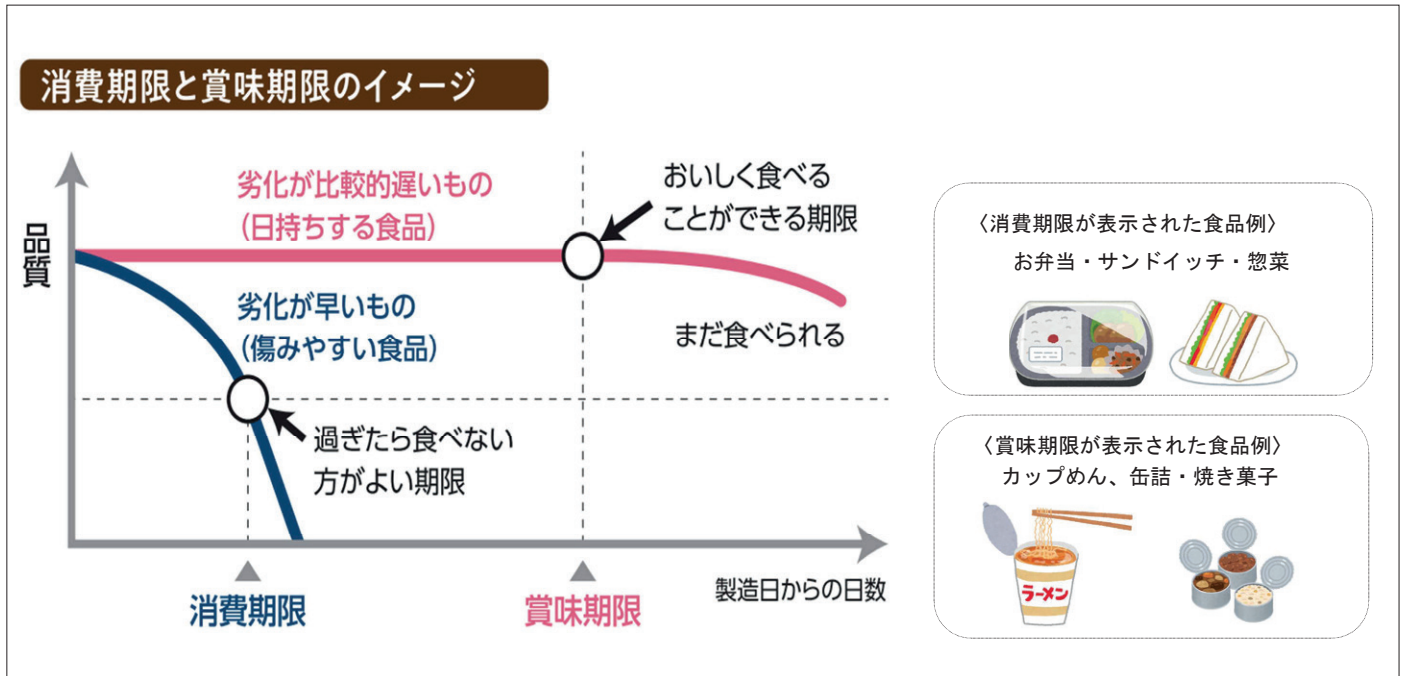 消費期限と賞味期限のイメージ
品質
劣化が比較的遅いもの
(日持ちする食品)
おいしく食べる
ことができる期限
劣化が早いもの
(傷みやすい食品)
まだ食べられる
過ぎたら食べない
方がよい期限
消費期限
賞味期限
製造日からの日数
〈消費期限が表示された食品例〉
お弁当・サンドイッチ・惣菜
〈賞味期限が表示された食品例〉
カップめん、缶詰・焼き菓子
ラーメン